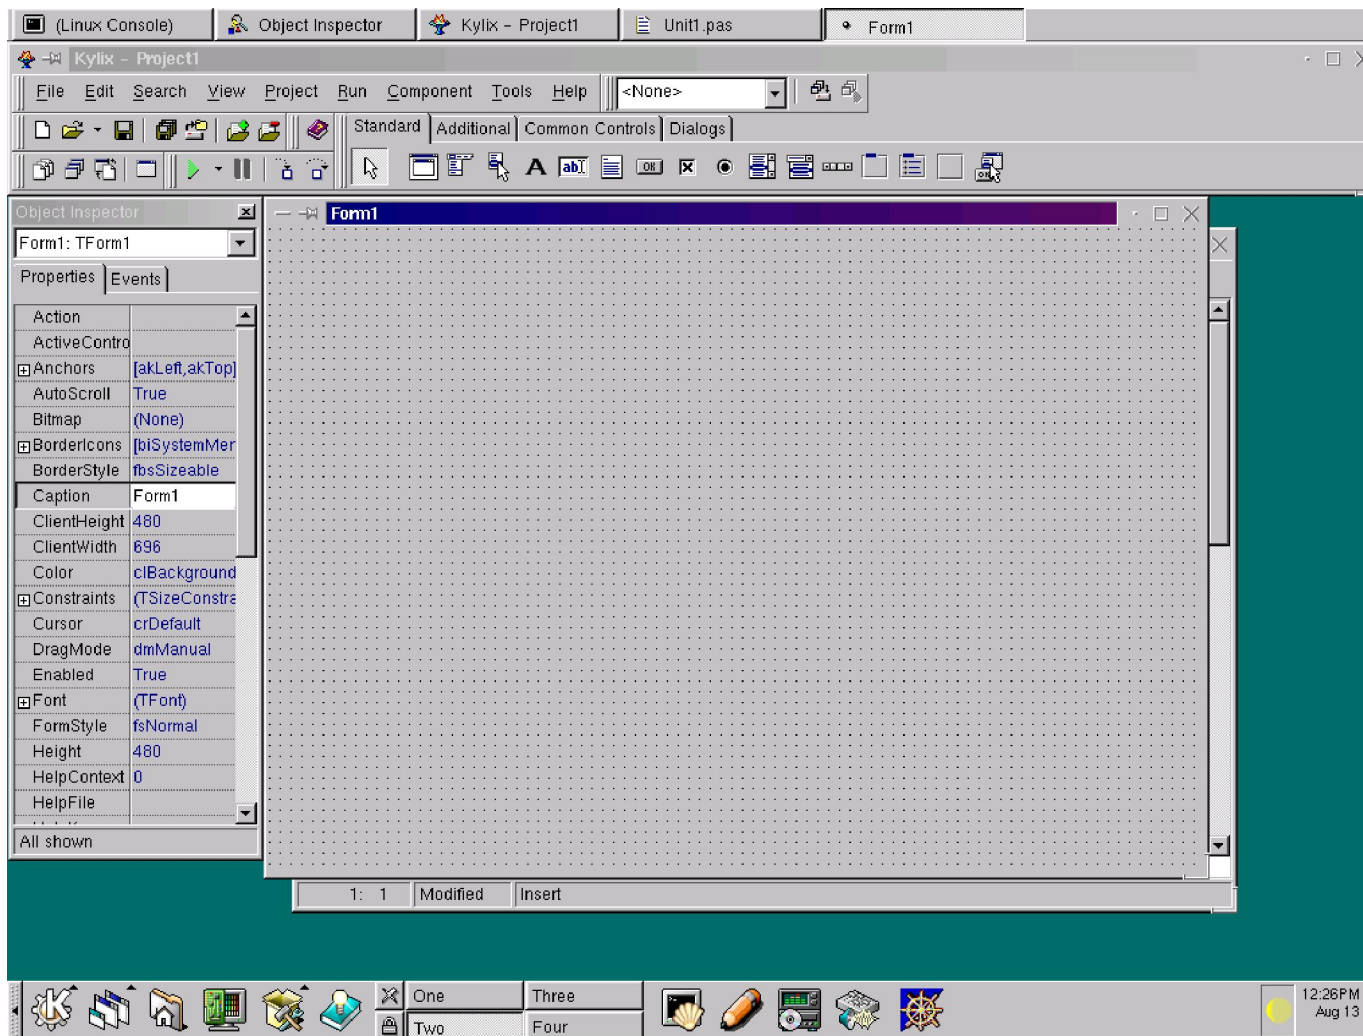 (Linux Console) Object Inspector Kylix - Project1 Unit1.pas Form1
Kylix - Project1
File Edit Search View Project Run Component Tools Help <None>
Standard Additional Common Controls Dialogs
A ab OK
OK
Object Inspector Form1
Form1: TForm1
Properties Events
Action
ActiveContro
Anchors [akLeft,akTop]
AutoScroll True
Bitmap (None)
BorderIcons [biSystemMer
BorderStyle fbsSizeable
Caption Form1
ClientHeight 480
ClientWidth 696
Color clBackground
Constraints (TSizeConstra
Cursor crDefault
DragMode dmManual
Enabled True
Font (TFont)
FormStyle fsNormal
Height 480
HelpContext 0
HelpFile
All shown
1: 1 Modified Insert
One Three 12:26PM
Two Four Aug 13